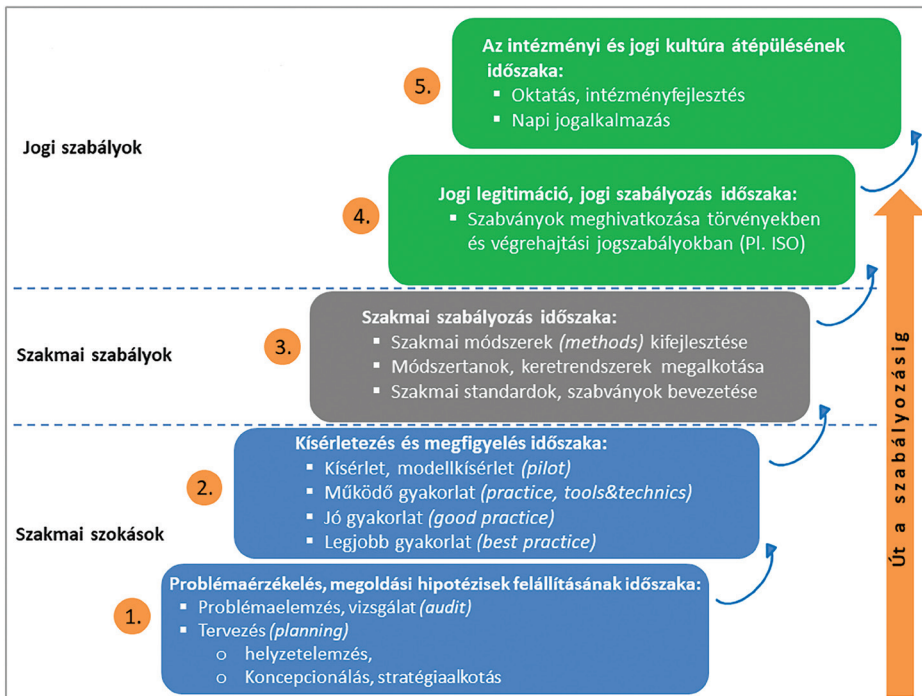 Az intézményi és jogi kultúra átépülésének
időszaka:
▪ Oktatás, intézményfejlesztés
▪ Napi jogalkalmazás
5.
Jogi szabályok
Jogi legitimáció, jogi szabályozás időszaka:
▪ Szabványok meghivatkozása törvényekben
és végrehajtási jogszabályokban (Pl. ISO)
4.
Szakmai szabályozás időszaka:
▪ Szakmai módszerek (methods) kifejlesztése
▪ Módszertanok, keretrendszerek megalkotása
▪ Szakmai standardok, szabványok bevezetése
3.
Szakmai szabályok
Kísérletezés és megfigyelés időszaka:
▪ Kísérlet, modellkísérlet (pilot)
▪ Működő gyakorlat (practice, tools&technics)
▪ Jó gyakorlat (good practice)
▪ Legjobb gyakorlat (best practice)
2.
Szakmai szokások
Problémaérzékelés, megoldási hipotézisek felállításának időszaka:
▪ Problémaelemzés, vizsgálat (audit)
▪ Tervezés (planning)
o helyzetelemzés,
o Koncepcionálás, stratégiaalkotás
1.
Út a szabályozásig